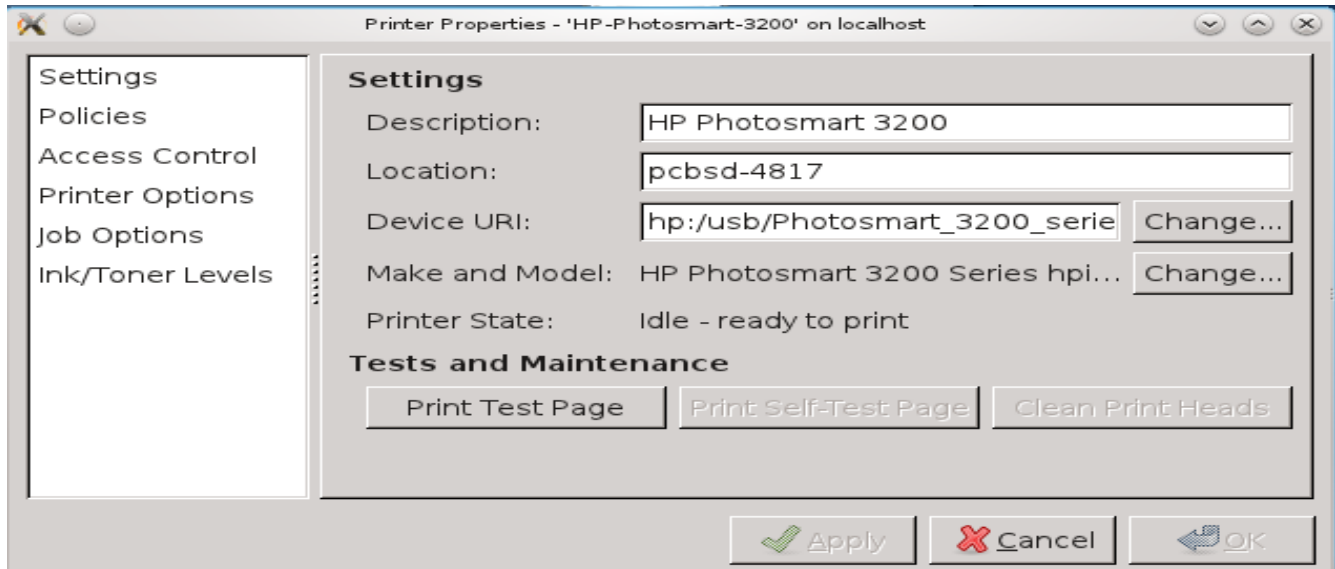 Printer Properties - 'HP-Photosmart-3200' on localhost
Settings
Policies
Access Control
Printer Options
Job Options
Ink/Toner Levels
Settings
Description: HP Photosmart 3200
Location: pcbsd-4817
Device URI: hp:/usb/Photosmart_3200_serie Change...
Make and Model: HP Photosmart 3200 Series hpi... Change...
Printer State: Idle - ready to print
Tests and Maintenance
Print Test Page Print Self-Test Page Clean Print Heads
Apply Cancel OK